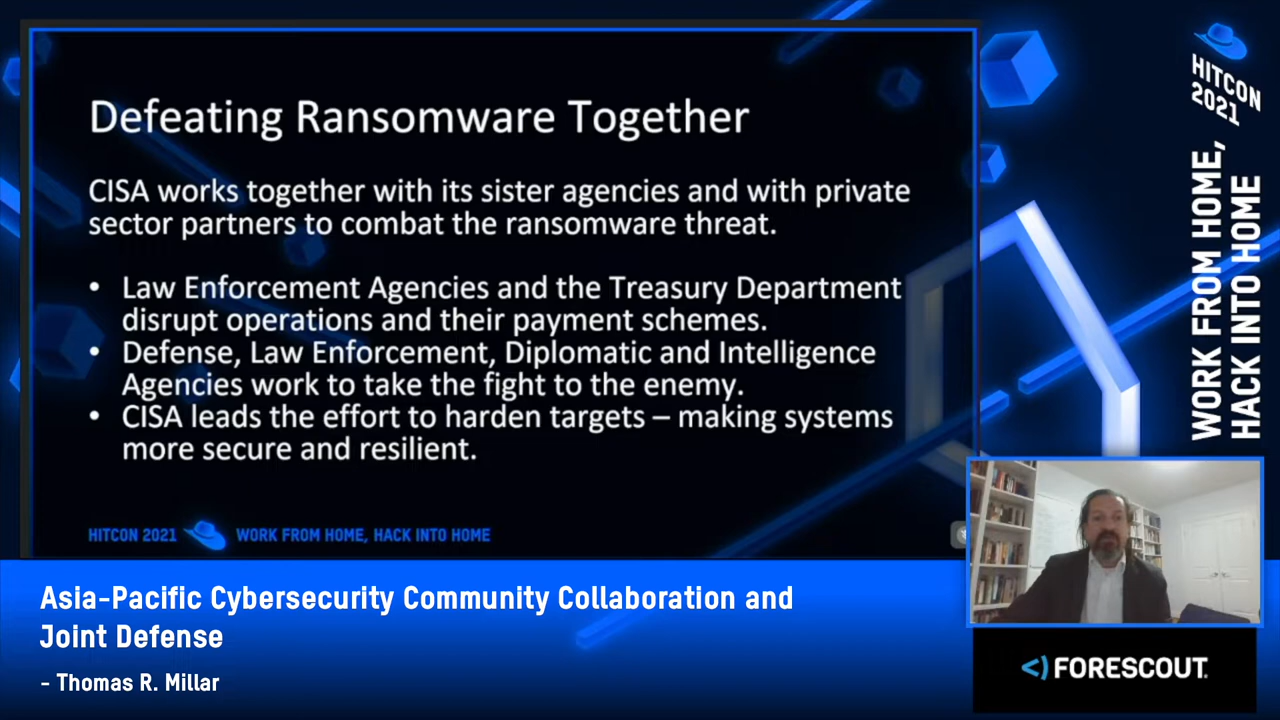 Defeating Ransomware Together
CISA works together with its sister agencies and with private
sector partners to combat the ransomware threat.
• Law Enforcement Agencies and the Treasury Department
disrupt operations and their payment schemes.
• Defense, Law Enforcement, Diplomatic and Intelligence
Agencies work to take the fight to the enemy.
• CISA leads the effort to harden targets – making systems
more secure and resilient.
HITCON 2021 WORK FROM HOME, HACK INTO HOME
HITCON
2021
WORK FROM HOME,
HACK INTO HOME
Asia-Pacific Cybersecurity Community Collaboration and
Joint Defense
- Thomas R. Millar
FORESCOUT.